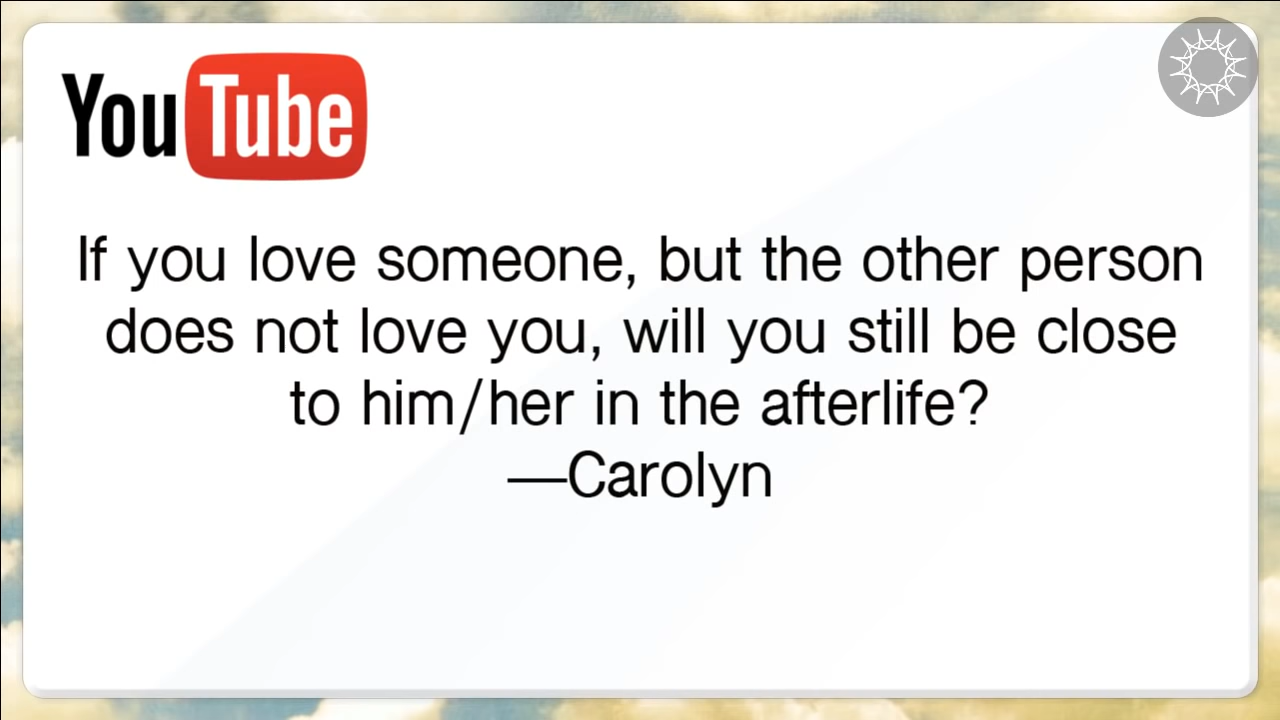 YouTube
If you love someone, but the other person
does not love you, will you still be close
to him/her in the afterlife?
—Carolyn